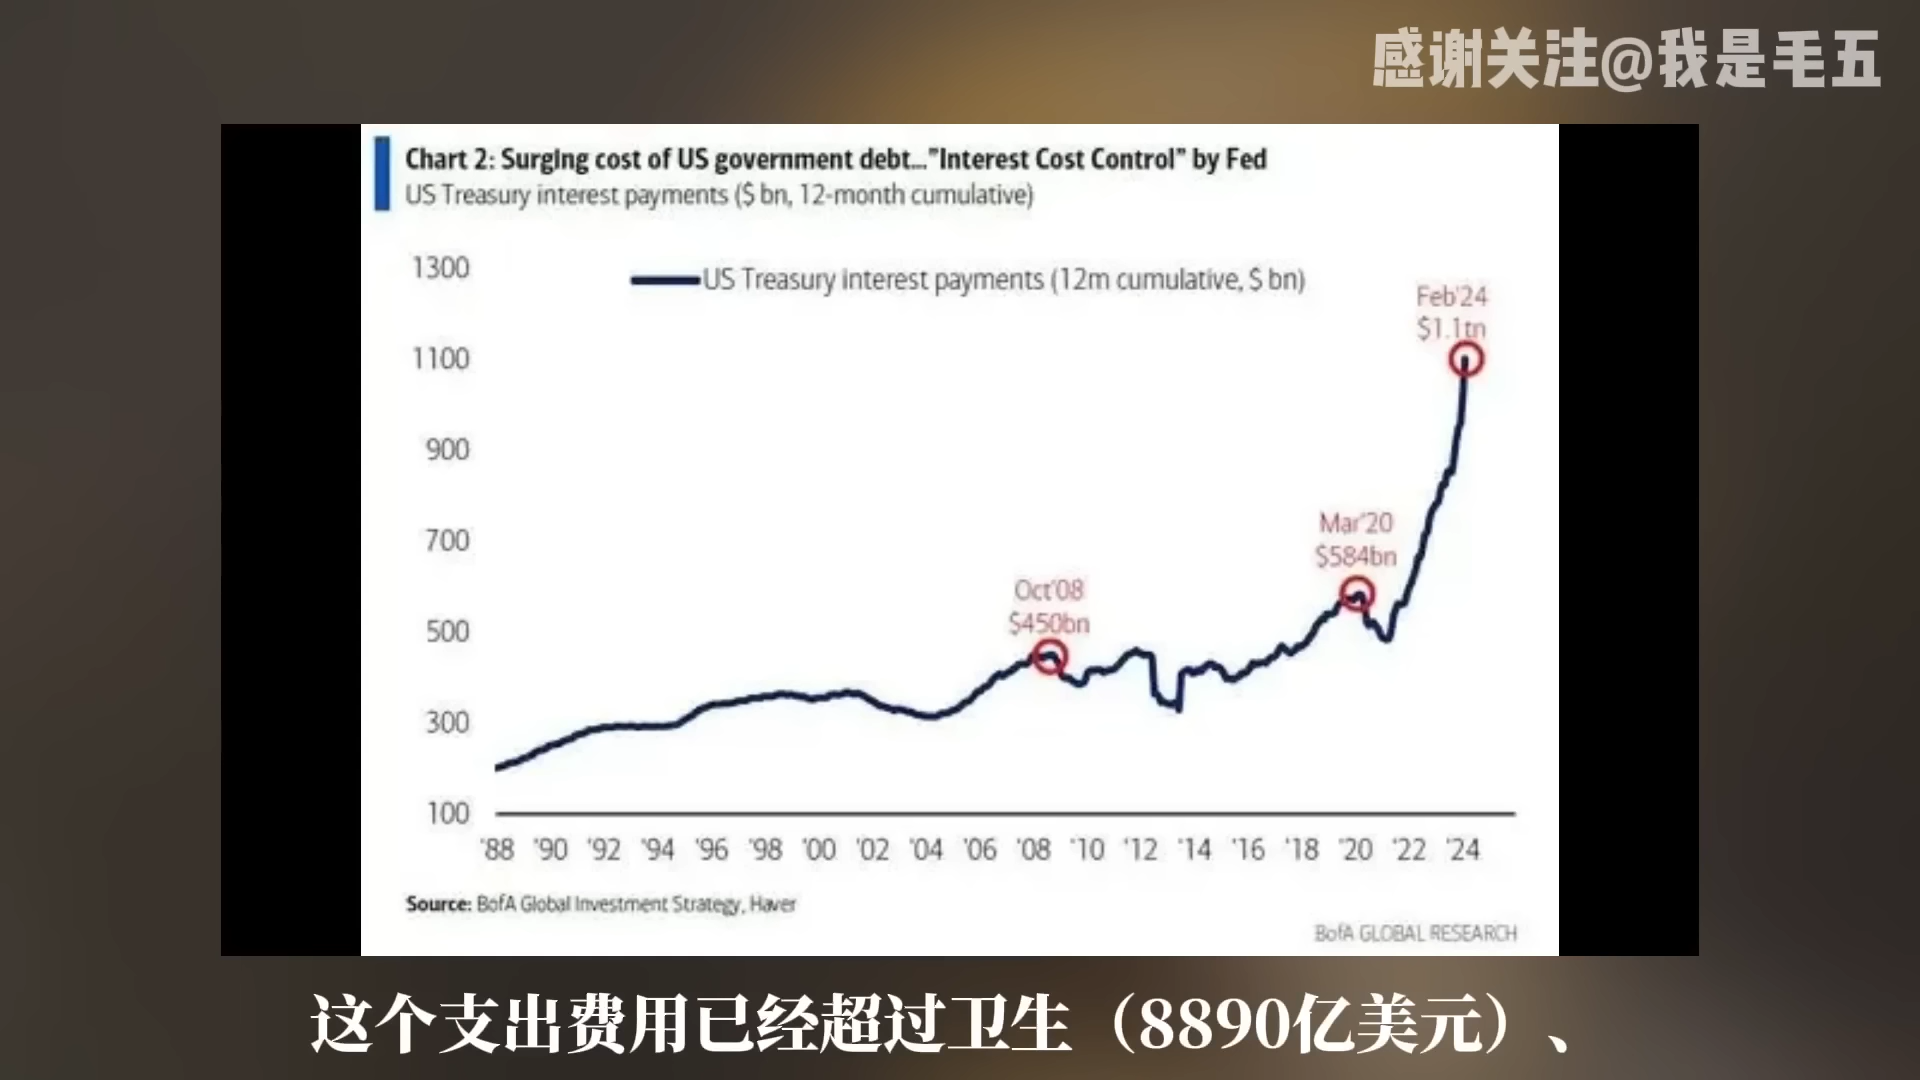 感谢关注@我是毛五
Chart 2: Surging cost of US government debt..."Interest Cost Control" by Fed
US Treasury interest payments ($ bn, 12-month cumulative)
1300
US Treasury interest payments (12m cumulative, $ bn)
Feb'24
$1.1tn
1100
900
Mar'20
$584bn
700
Oct'08
$450bn
500
300
100
'88 '90 '92 '94 '96 '98 '00 '02 '04 '06 '08 '10 '12 '14 '16 '18 '20 '22 '24
Source: BofA Global Investment Strategy, Haver
BofA GLOBAL RESEARCH
这个支出费用已经超过卫生（8890亿美元）、